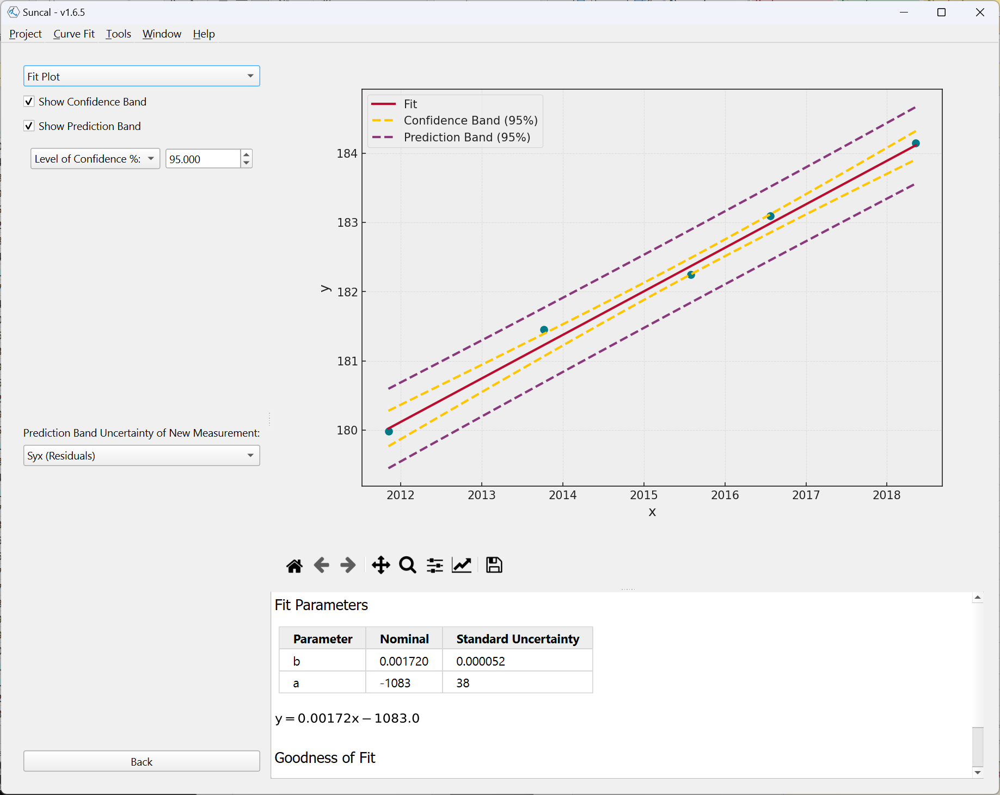 Suncal - v1.6.5
Project Curve Fit Tools Window Help
Fit Plot
Show Confidence Band
Show Prediction Band
Level of Confidence %: 95.000
Prediction Band Uncertainty of New Measurement:
Syx (Residuals)
Back
Fit
Confidence Band (95%)
Prediction Band (95%)
184
183
182
181
180
y
2012 2013 2014 2015 2016 2017 2018
x
Fit Parameters
Parameter Nominal Standard Uncertainty
b 0.001720 0.000052
a -1083 38
y = 0.00172x − 1083.0
Goodness of Fit